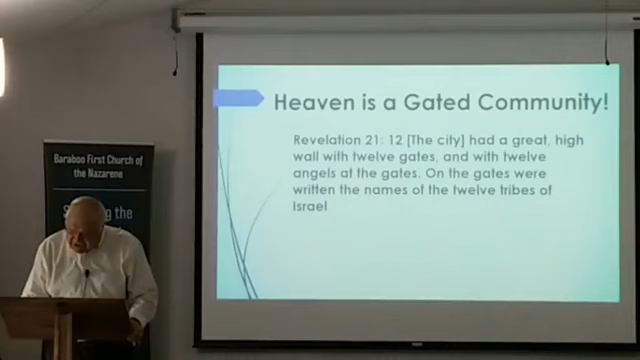 Heaven is a Gated Community!
Revelation 21: 12 [The city] had a great, high
wall with twelve gates, and with twelve
angels at the gates. On the gates were
written the names of the twelve tribes of
Israel
Baraboo First Church of
the Nazarene
the